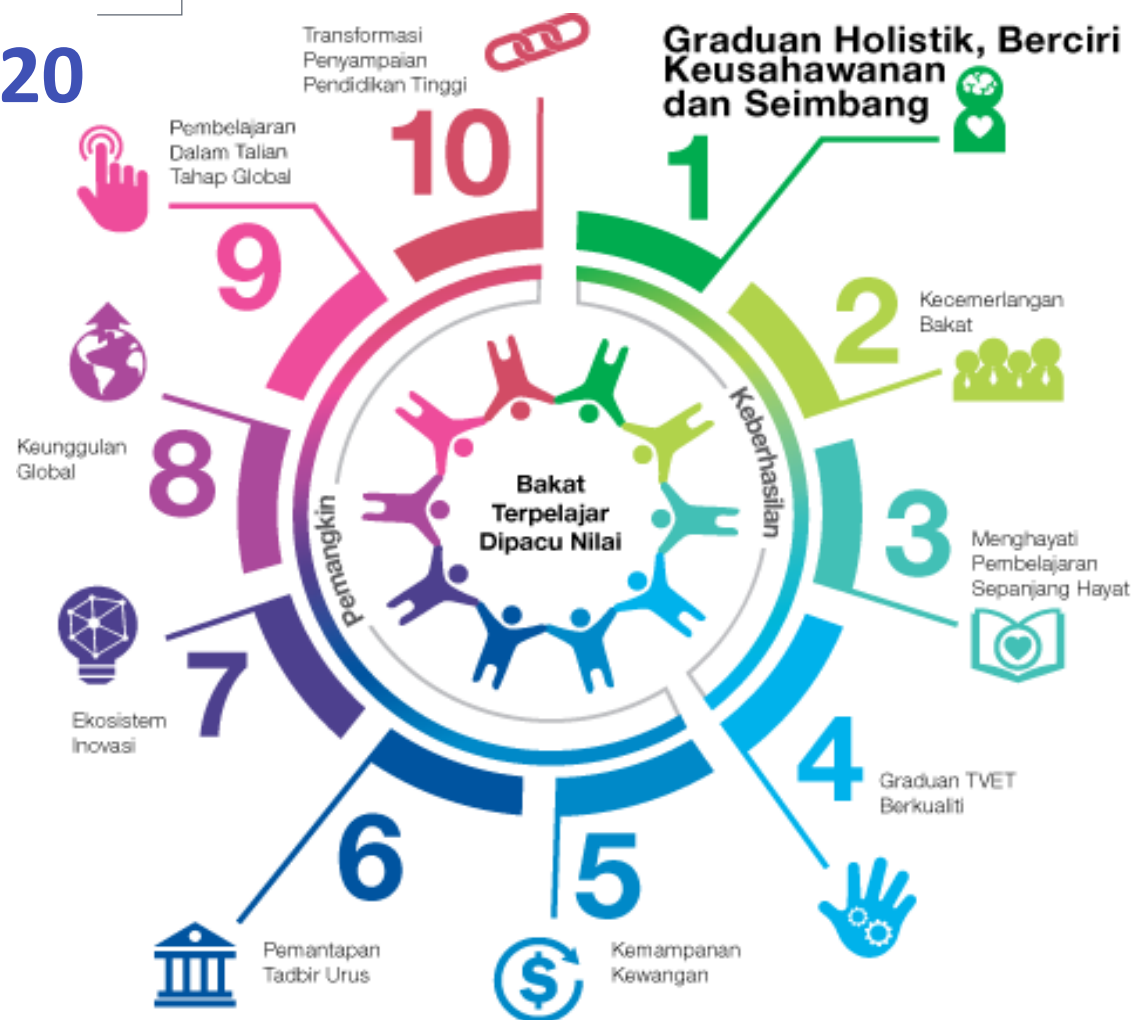 20
Transformasi
Penyampaian
Pendidikan Tinggi
10
Graduan Holistik, Berciri
Keusahawanan
dan Seimbang
1
Pembelajaran
Dalam Talian
Tahap Global
9
2
Kecemerlangan
Bakat
Keunggulan
Global
8
Keberhasilan
Bakat
Terpelajar
Dipacu Nilai
Pemangkin
3
Menghayati
Pembelajaran
Sepanjang Hayat
7
Ekosistem
Inovasi
4
Graduan TVET
Berkualiti
6
Pemantapan
Tadbir Urus
5
Kemampanan
Kewangan
$